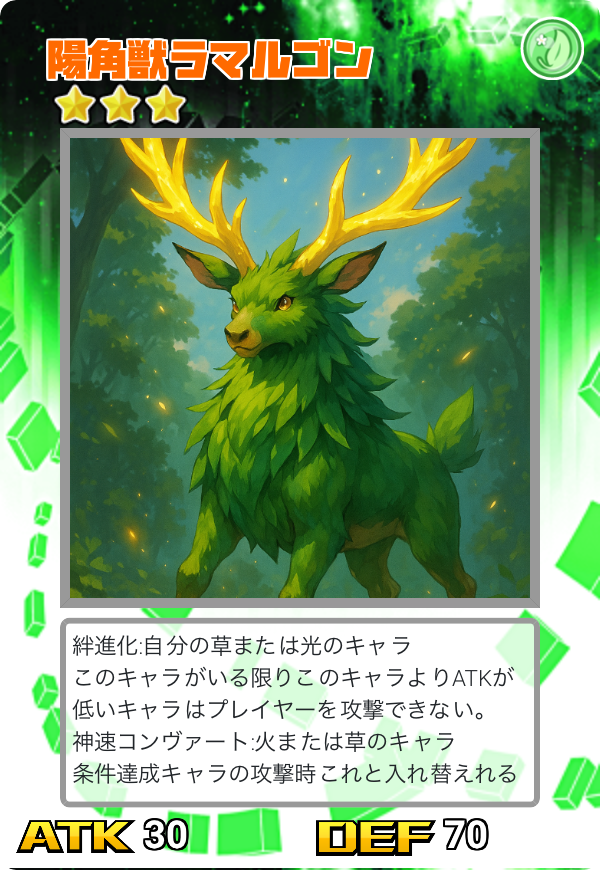 陽角獣ラマルゴン
絆進化:自分の草または光のキャラ
このキャラがいる限りこのキャラよりATKが
低いキャラはプレイヤーを攻撃できない。
神速コンヴァート:火または草のキャラ
条件達成キャラの攻撃時これと入れ替えれる
ATK 30 DEF 70